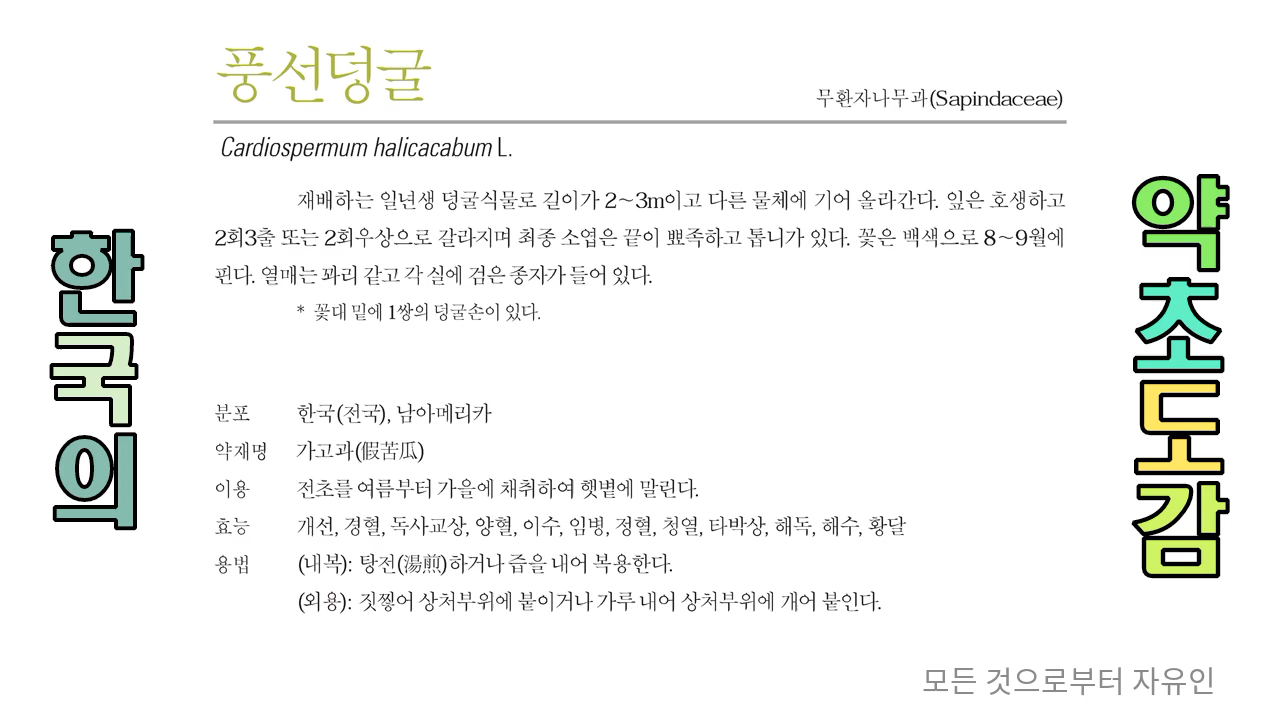 풍선덩굴
무환자나무과(Sapindaceae)
Cardiospermum halicacabum L.
재배하는 일년생 덩굴식물로 길이가 2~3m이고 다른 물체에 기어 올라간다. 잎은 호생하고
2회3출 또는 2회우상으로 갈라지며 최종 소엽은 끝이 뾰족하고 톱니가 있다. 꽃은 백색으로 8~9월에
핀다. 열매는 꽈리 같고 각 실에 검은 종자가 들어 있다.
* 꽃대 밑에 1쌍의 덩굴손이 있다.
분포 한국(전국), 남아메리카
약재명 가고과(假苦瓜)
이용 전초를 여름부터 가을에 채취하여 햇볕에 말린다.
효능 개선, 경혈, 독사교상, 양혈, 이수, 임병, 정혈, 청열, 타박상, 해독, 해수, 황달
용법 (내복): 탕전(湯煎)하거나 즙을 내어 복용한다.
(외용): 짓찧어 상처부위에 붙이거나 가루 내어 상처부위에 개어 붙인다.
한국의
약초도감
모든 것으로부터 자유인